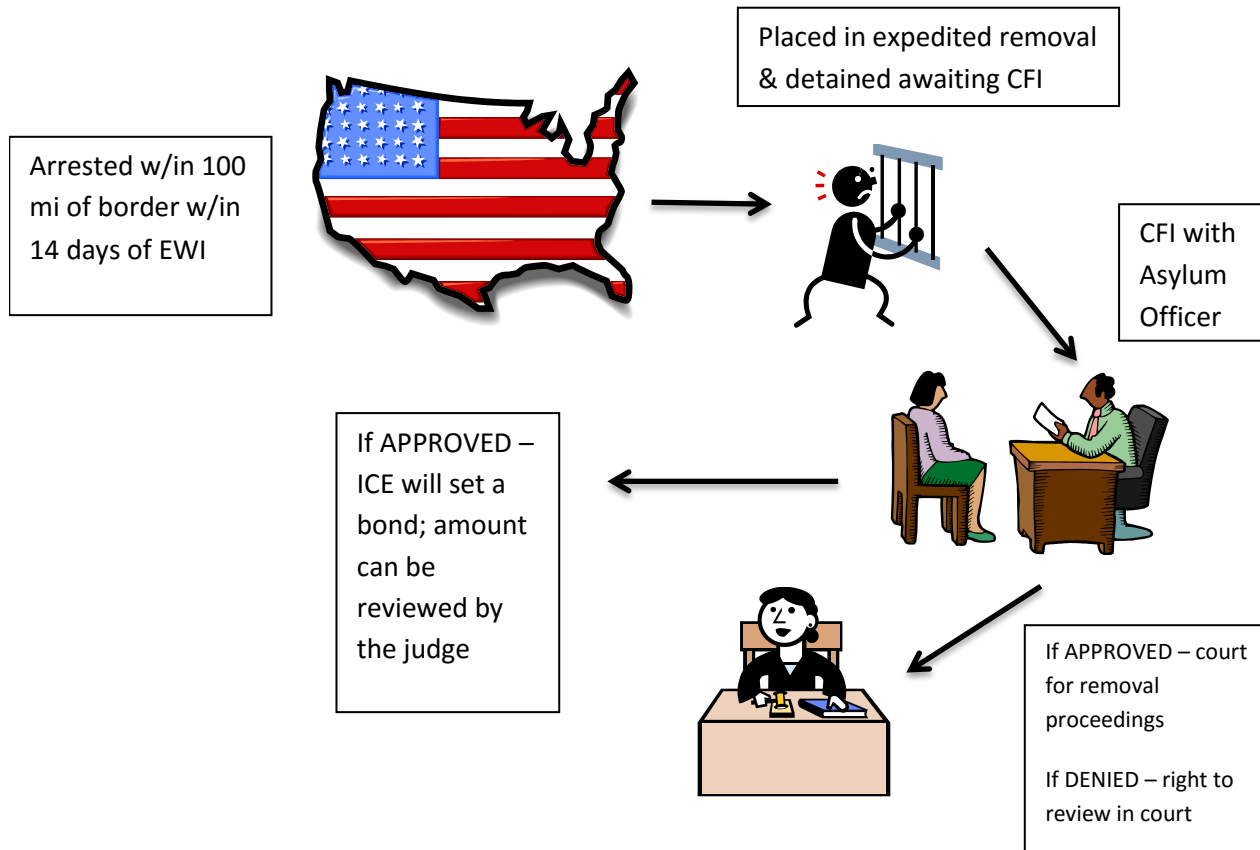 Placed in expedited removal
& detained awaiting CFI
Arrested w/in 100
mi of border w/in
14 days of EWI
CFI with
Asylum
Officer
If APPROVED –
ICE will set a
bond; amount
can be
reviewed by
the judge
If APPROVED – court
for removal
proceedings
If DENIED – right to
review in court